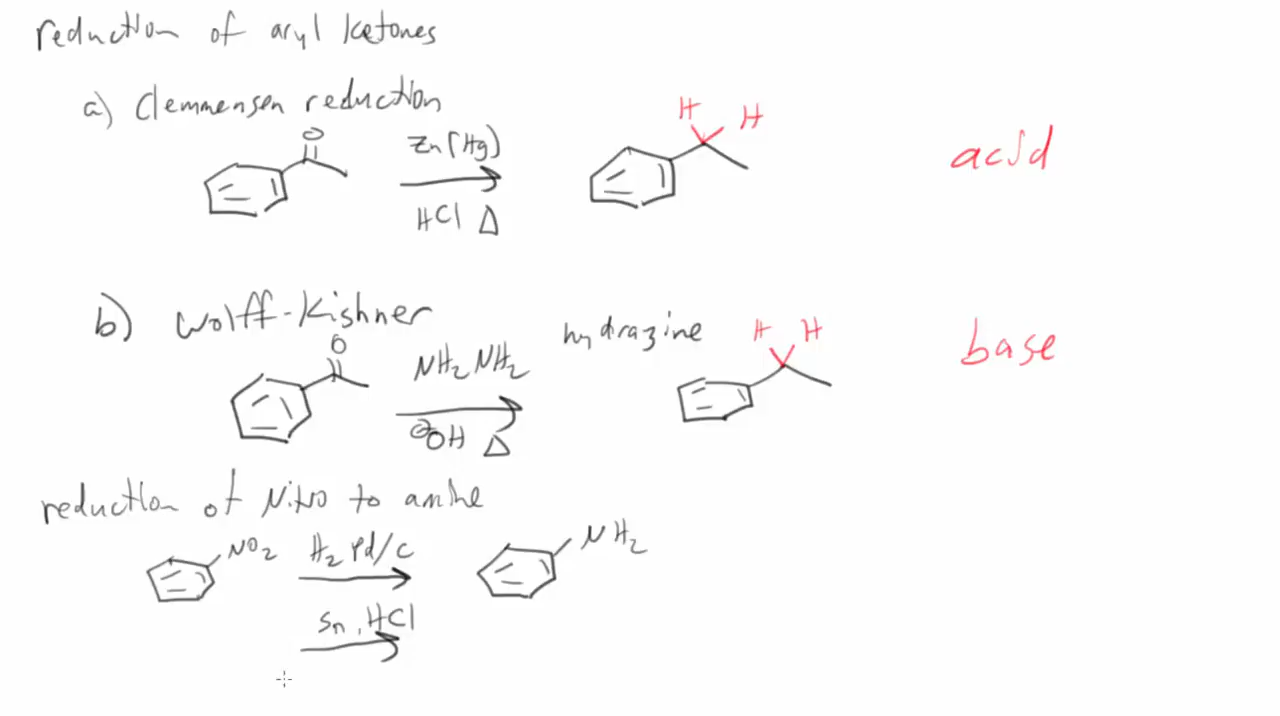 reduction of aryl ketones
a) Clemmensen reduction
O
Zn(Hg)
HCl Δ
H H
acid
b) Wolff-Kishner
O
NH2NH2
⊖OH Δ
hydrazine
H H
base
reduction of Nitro to amine
NO2
H2 Pd/C
NH2
Sn, HCl